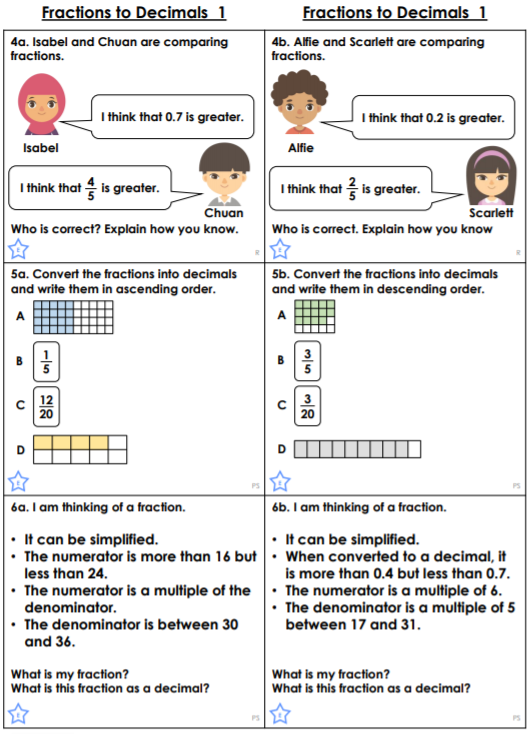 Fractions to Decimals 1
Fractions to Decimals 1
4a. Isabel and Chuan are comparing
fractions.
I think that 0.7 is greater.
Isabel
I think that 4/5 is greater.
Chuan
Who is correct? Explain how you know.
E
E
4b. Alfie and Scarlett are comparing
fractions.
I think that 0.2 is greater.
Alfie
I think that 2/5 is greater.
Scarlett
Who is correct. Explain how you know
E
E
5a. Convert the fractions into decimals
and write them in ascending order.
A
B 1/5
C 12/20
D
E
PS
5b. Convert the fractions into decimals
and write them in descending order.
A
B 3/5
C 3/20
D
E
PS
6a. I am thinking of a fraction.
• It can be simplified.
• The numerator is more than 16 but
less than 24.
• The numerator is a multiple of the
denominator.
• The denominator is between 30
and 36.
What is my fraction?
What is this fraction as a decimal?
E
PS
6b. I am thinking of a fraction.
• It can be simplified.
• When converted to a decimal, it
is more than 0.4 but less than 0.7.
• The numerator is a multiple of 6.
• The denominator is a multiple of 5
between 17 and 31.
What is my fraction?
What is this fraction as a decimal?
E
PS